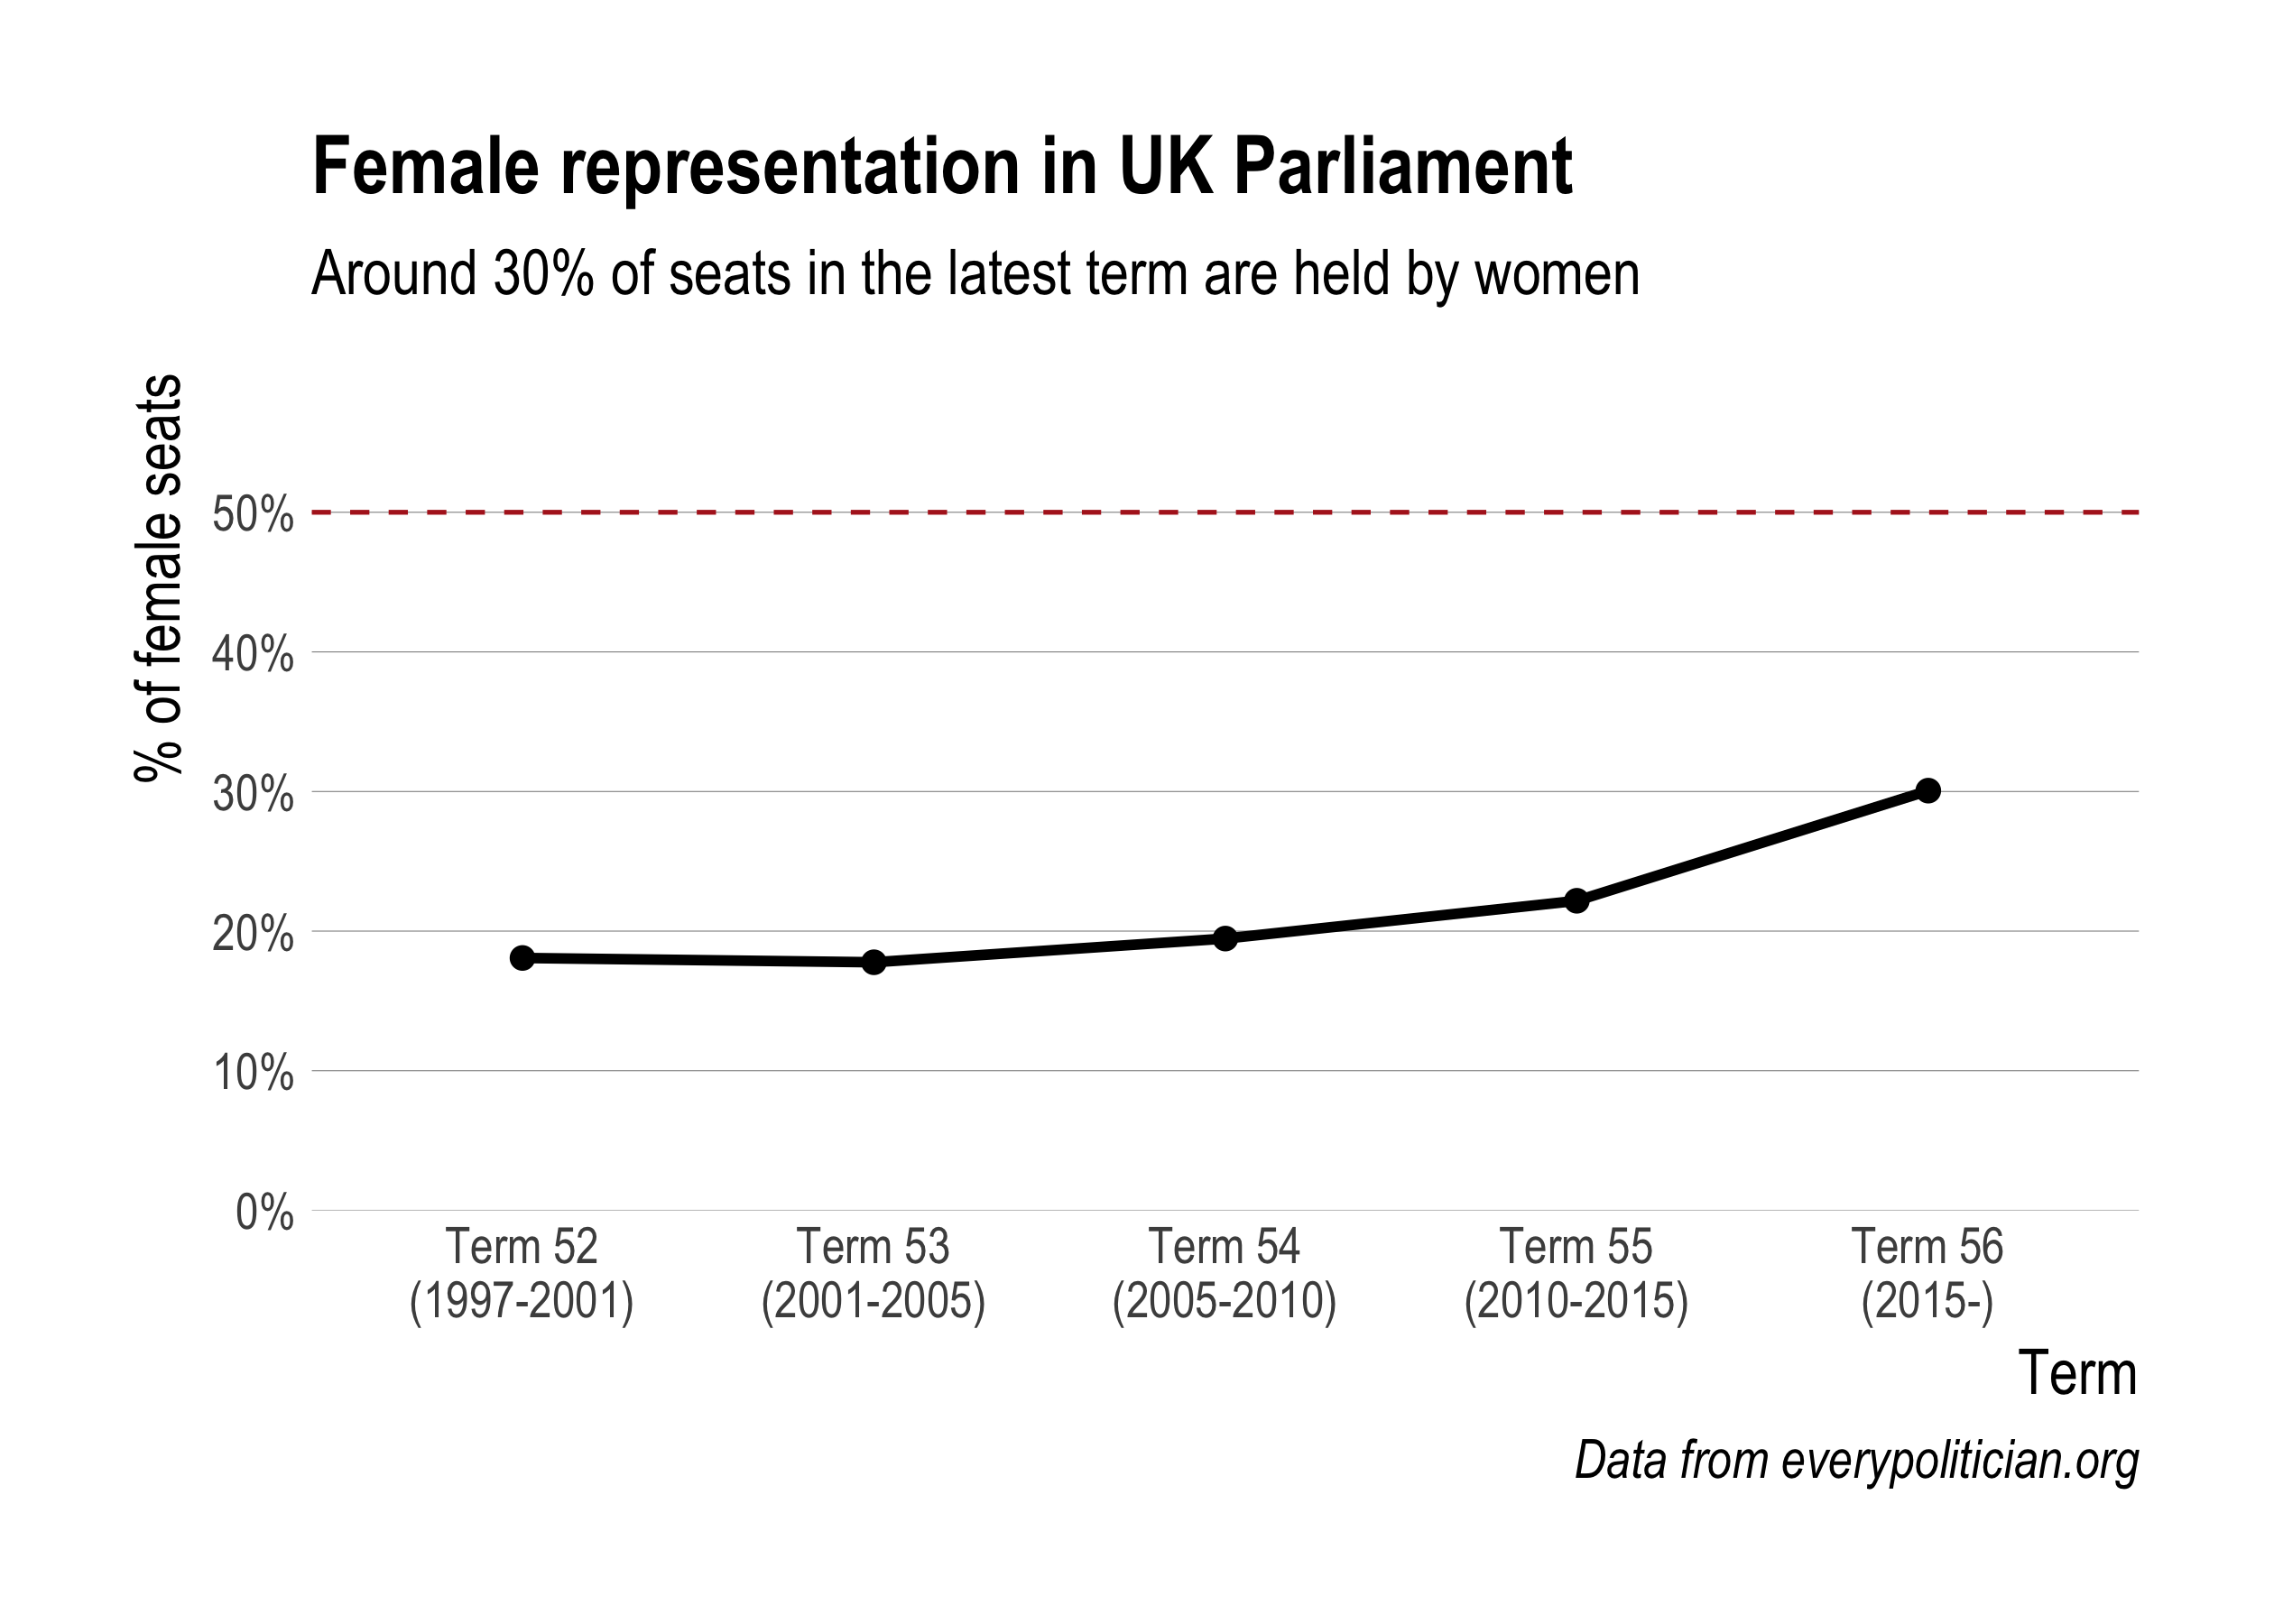 Female representation in UK Parliament
Around 30% of seats in the latest term are held by women
% of female seats
50%
40%
30%
20%
10%
0%
Term 52
(1997-2001)
Term 53
(2001-2005)
Term 54
(2005-2010)
Term 55
(2010-2015)
Term 56
(2015-)
Term
Data from everypolitician.org